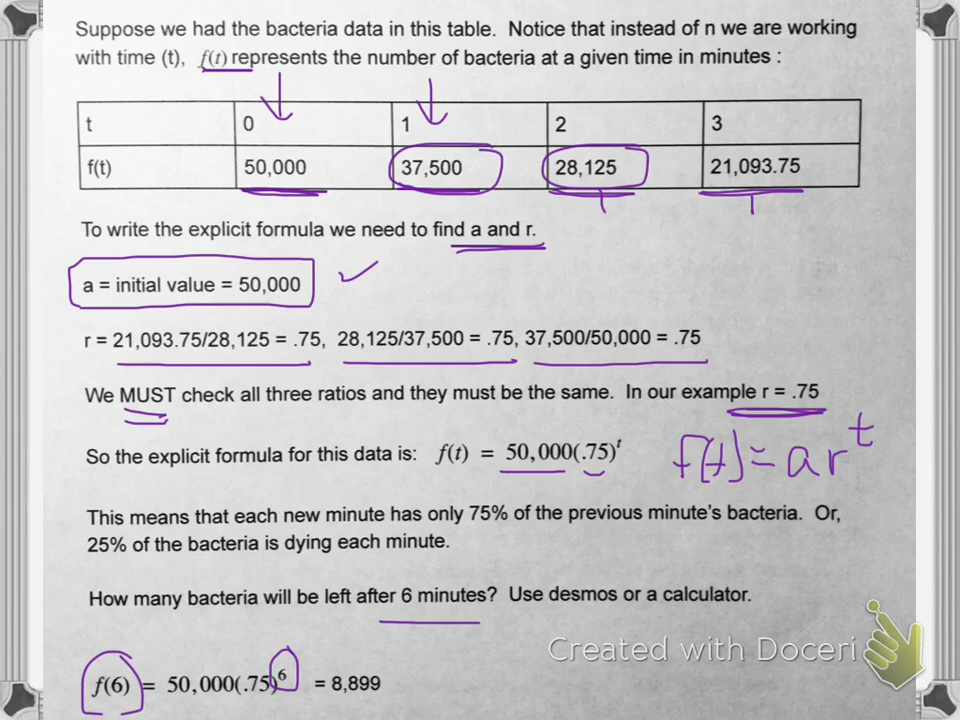 Suppose we had the bacteria data in this table. Notice that instead of n we are working
with time (t), f(t) represents the number of bacteria at a given time in minutes :
t 0 1 2 3
f(t) 50,000 37,500 28,125 21,093.75
To write the explicit formula we need to find a and r.
a = initial value = 50,000
r = 21,093.75/28,125 = .75, 28,125/37,500 = .75, 37,500/50,000 = .75
We MUST check all three ratios and they must be the same. In our example r = .75
So the explicit formula for this data is: f(t) = 50,000(.75)^t
f(t) = ar^t
This means that each new minute has only 75% of the previous minute's bacteria. Or,
25% of the bacteria is dying each minute.
How many bacteria will be left after 6 minutes? Use desmos or a calculator.
Created with Doceri
f(6) = 50,000(.75)^6 = 8,899